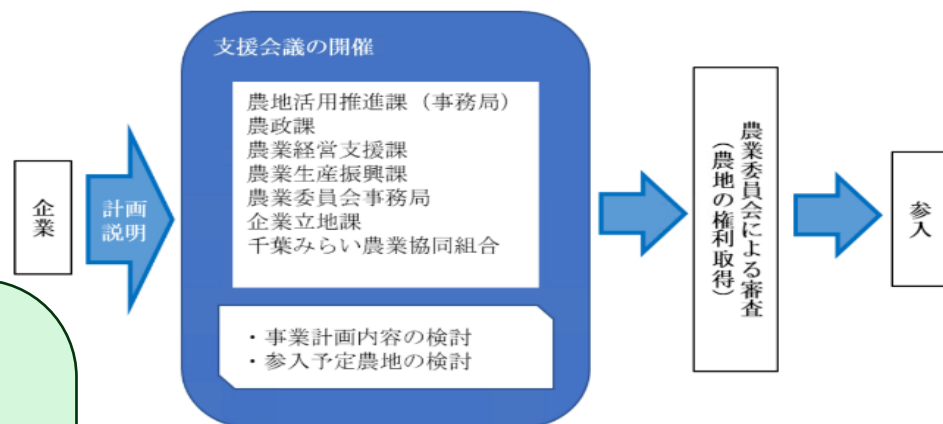 企業
計画
説明
支援会議の開催
農地活用推進課（事務局）
農政課
農業経営支援課
農業生産振興課
農業委員会事務局
企業立地課
千葉みらい農業協同組合
・事業計画内容の検討
・参入予定農地の検討
農業委員会による審査
（農地の権利取得）
参入